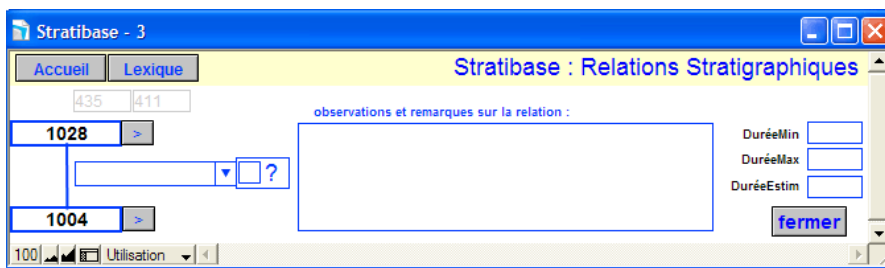 Stratibase - 3
Accueil Lexique Stratibase : Relations Stratigraphiques
435 411
observations et remarques sur la relation :
1028 >
DuréeMin
DuréeMax
?
DuréeEstim
1004 >
fermer
100 Utilisation